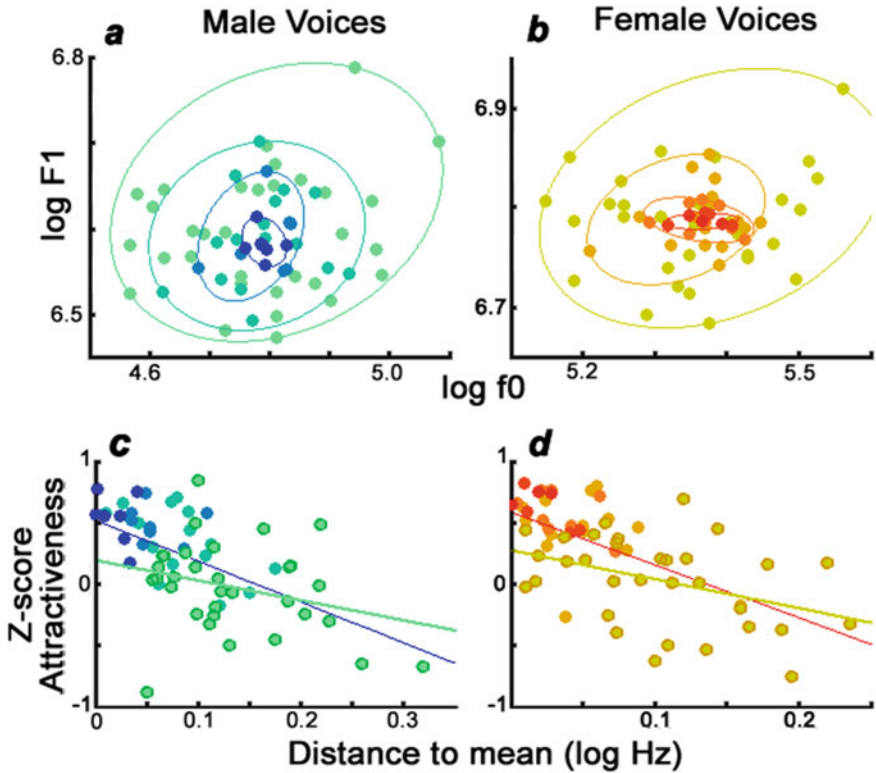 a Male Voices
b Female Voices
6.8
6.5
log F1
4.6
5.0
6.9
6.7
5.2
5.5
log f0
c
d
1
0
-1
Z-score
Attractiveness
0
0.1
0.2
0.3
1
0
-1
0.1
0.2
Distance to mean (log Hz)